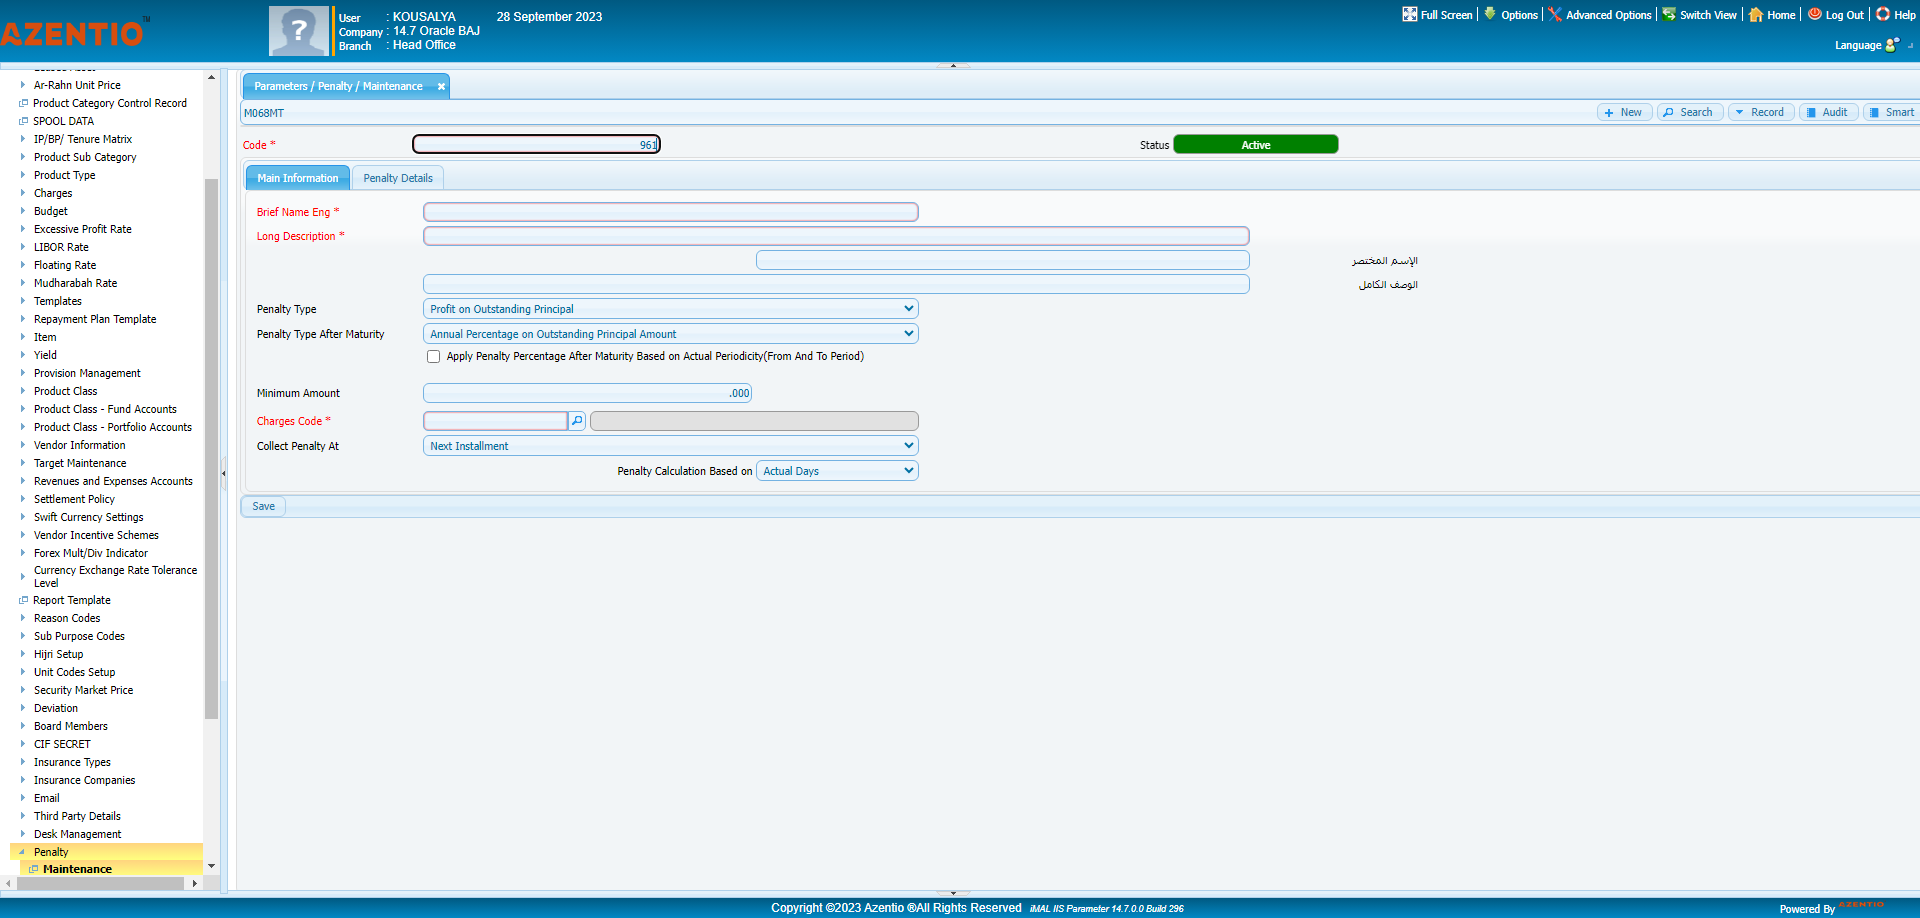 AZENTIO™
?
User : KOUSALYA 28 September 2023
Company : 14.7 Oracle BAJ
Branch : Head Office
Full Screen | Options | Advanced Options | Switch View | Home | Log Out | Help
Language
Ar-Rahn Unit Price
Product Category Control Record
SPOOL DATA
IP/BP/ Tenure Matrix
Product Sub Category
Product Type
Charges
Budget
Excessive Profit Rate
LIBOR Rate
Floating Rate
Mudharabah Rate
Templates
Repayment Plan Template
Item
Yield
Provision Management
Product Class
Product Class - Fund Accounts
Product Class - Portfolio Accounts
Vendor Information
Target Maintenance
Revenues and Expenses Accounts
Settlement Policy
Swift Currency Settings
Vendor Incentive Schemes
Forex Mult/Div Indicator
Currency Exchange Rate Tolerance
Level
Report Template
Reason Codes
Sub Purpose Codes
Hijri Setup
Unit Codes Setup
Security Market Price
Deviation
Board Members
CIF SECRET
Insurance Types
Insurance Companies
Email
Third Party Details
Desk Management
Penalty
Maintenance
Parameters / Penalty / Maintenance
M068MT
New Search Record Audit Smart
Code * 961 Status Active
Main Information Penalty Details
Brief Name Eng *
Long Description *
الإسم المختصر
الوصف الكامل
Penalty Type Profit on Outstanding Principal
Penalty Type After Maturity Annual Percentage on Outstanding Principal Amount
Apply Penalty Percentage After Maturity Based on Actual Periodicity(From And To Period)
Minimum Amount .000
Charges Code *
Collect Penalty At Next Installment
Penalty Calculation Based on Actual Days
Save
Copyright ©2023 Azentio ®All Rights Reserved iMAL IIS Parameter 14.7.0.0 Build 296
Powered By AZENTIO